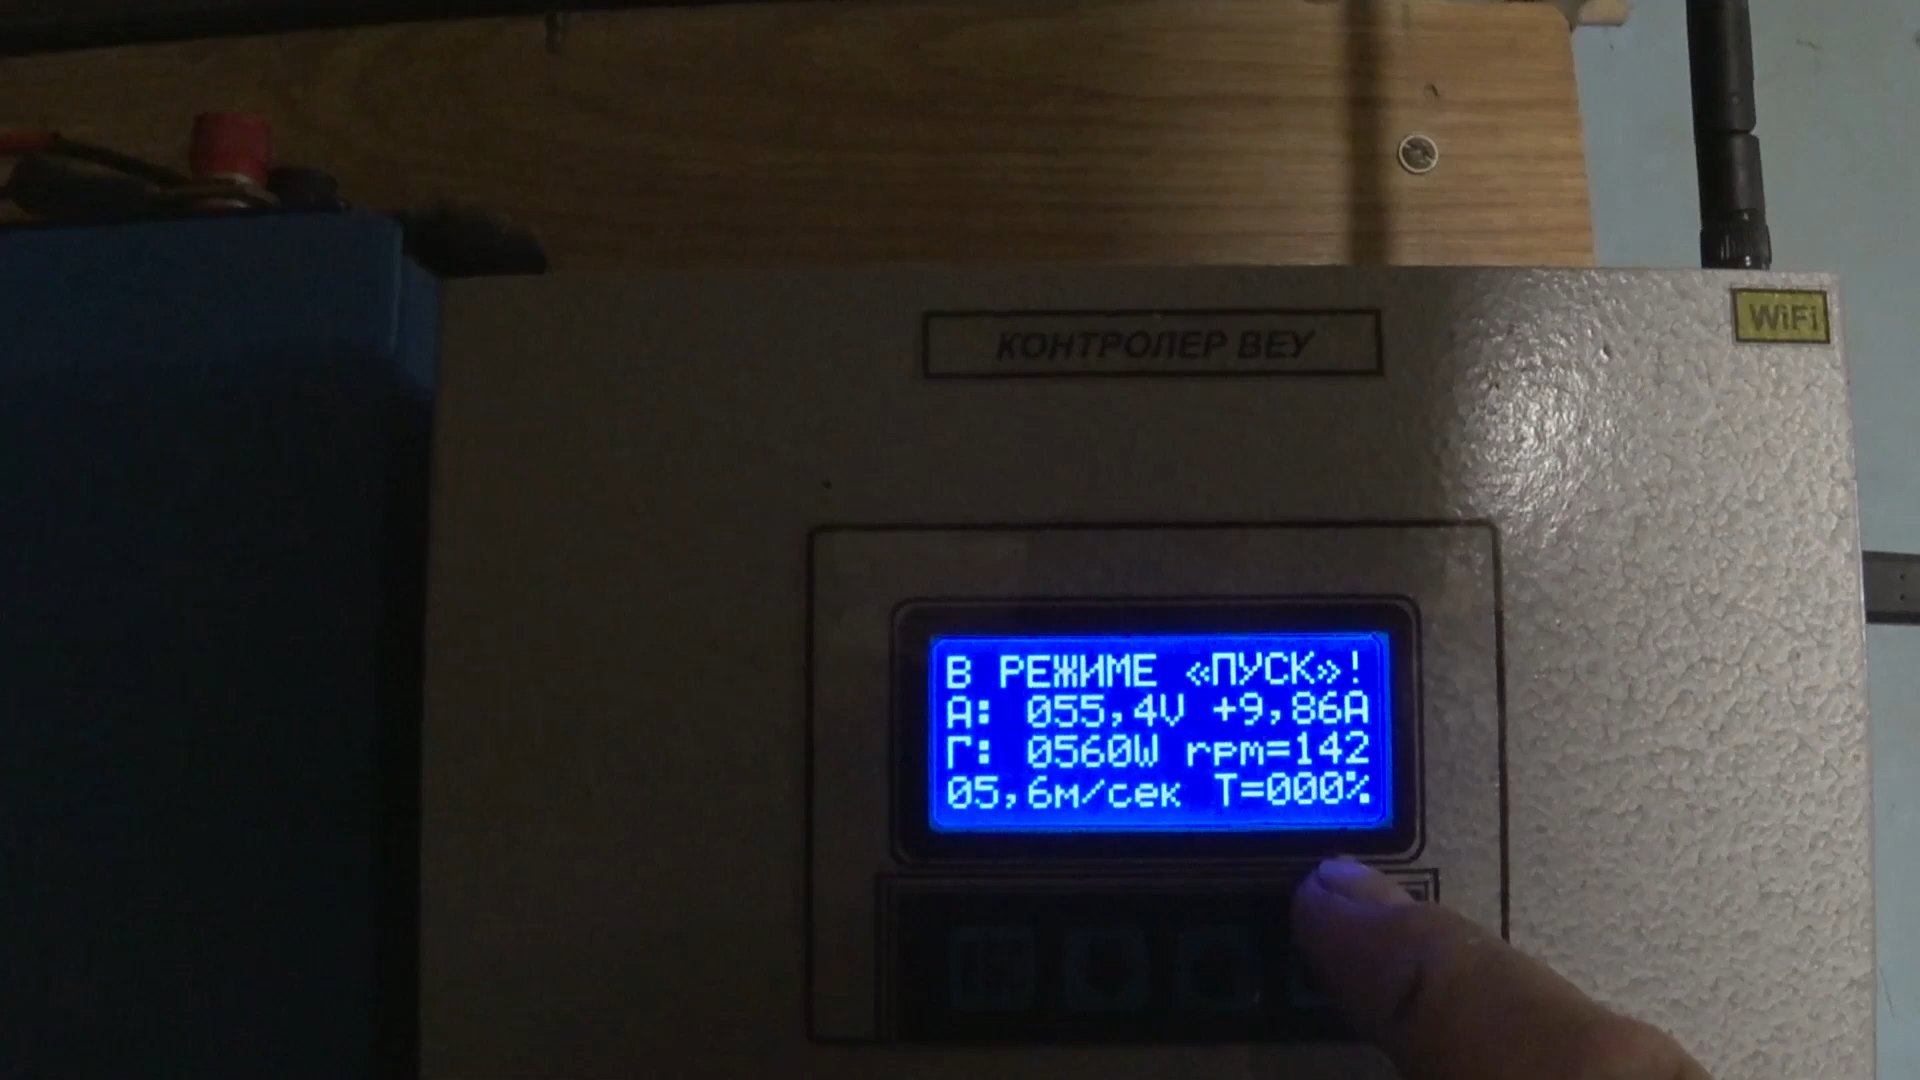 КОНТРОЛЕР ВЕУ
WiFi
В РЕЖИМЕ «ПУСК»!
А: 055,4V +9,86A
Г: 0560W rpm=142
05,6м/сек T=000%